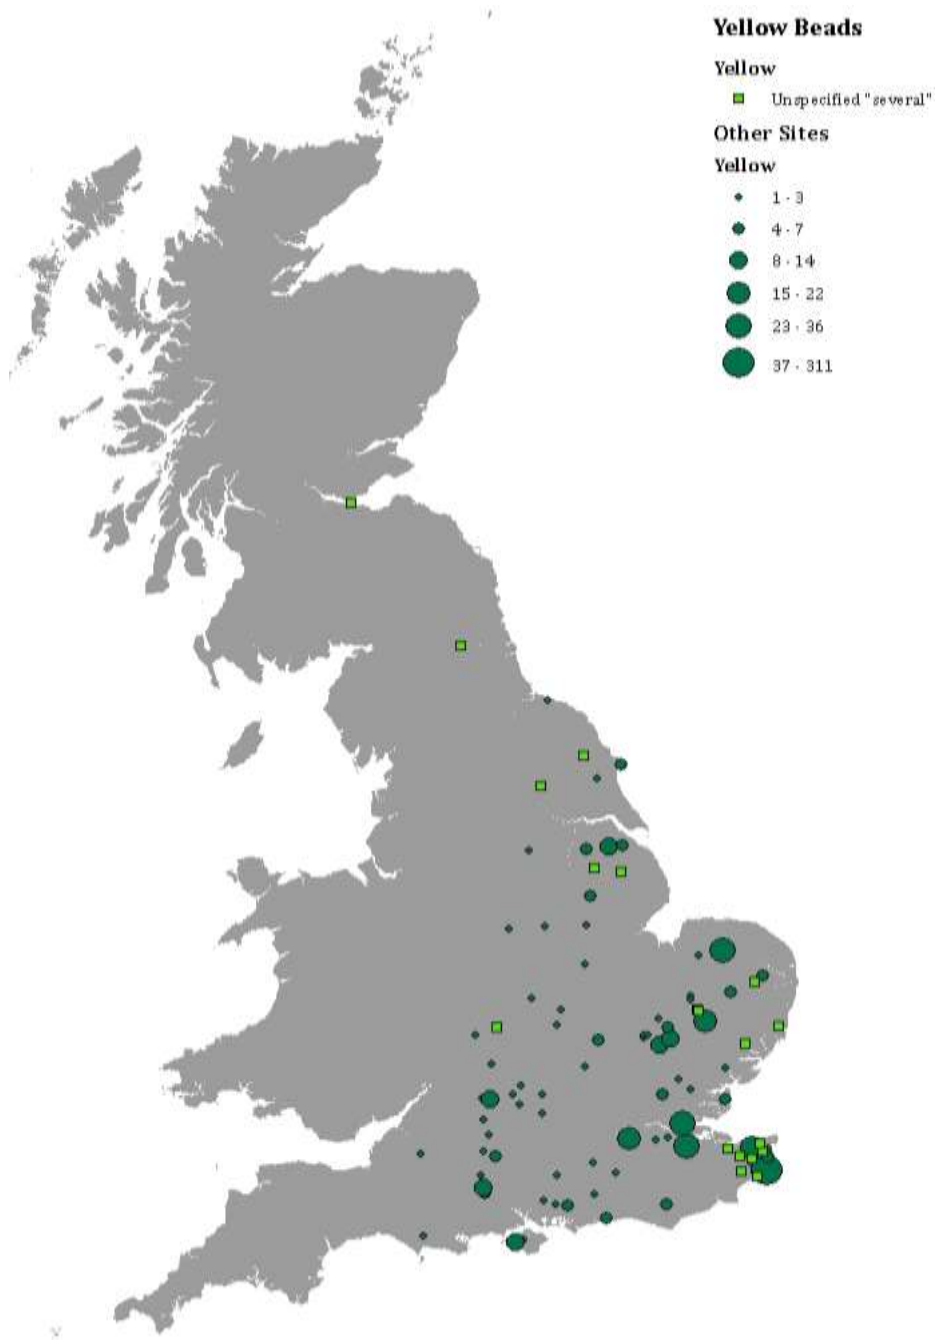 Yellow Beads
Yellow
Unspecified "several"
Other Sites
Yellow
1 - 3
4 - 7
8 - 14
15 - 22
23 - 36
37 - 311